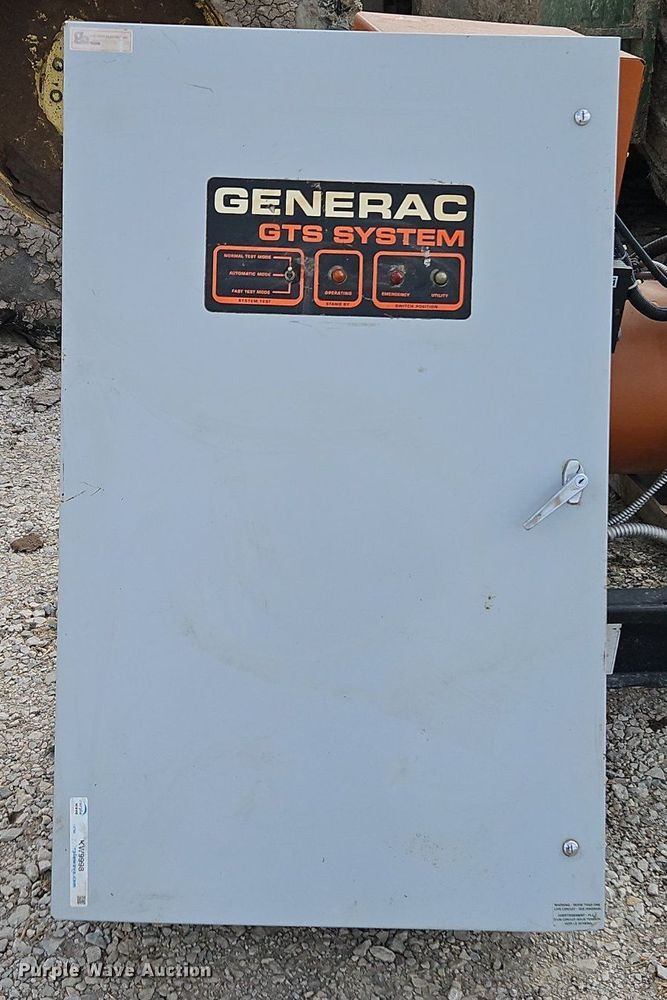 GENERAC
GTS SYSTEM
NORMAL TEST MODE
AUTOMATIC MODE
FAST TEST MODE
SYSTEM TEST
OPERATING
STAND BY
EMERGENCY UTILITY
SWITCH POSITION
KW9998
Purple Wave Auction